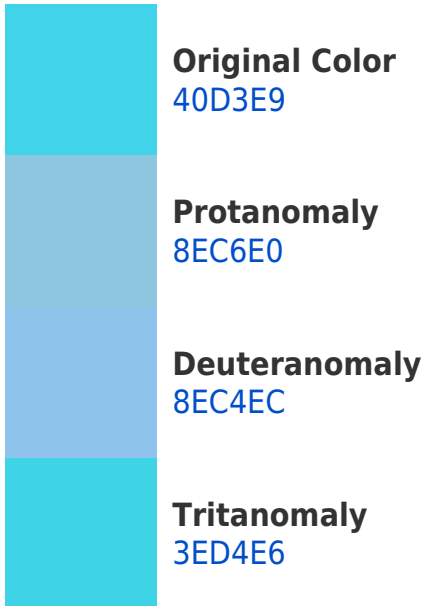 Original Color
40D3E9
Protanomaly
8EC6E0
Deuteranomaly
8EC4EC
Tritanomaly
3ED4E6